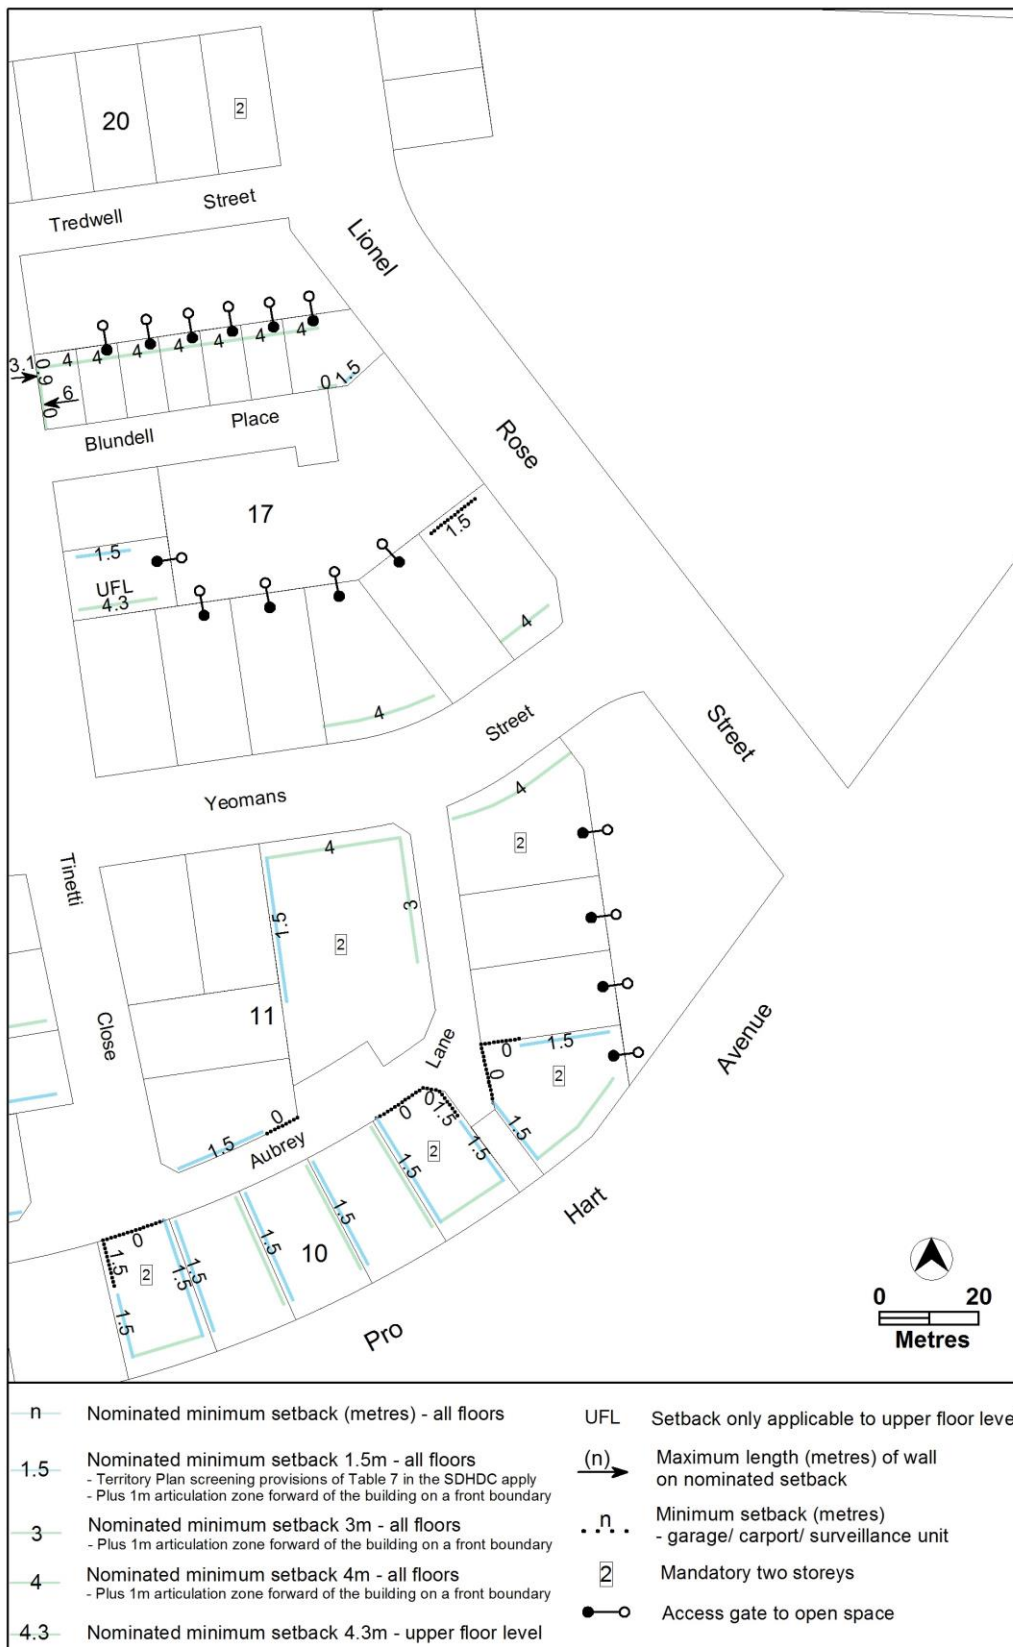 20
2
Tredwell Street
Lionel
4 4 4 4 4 4 4
3.1
0.9
6
0
0 1.5
Blundell Place
Rose
17
1.5
1.5
UFL
4.3
4
4
Street
Street
Yeomans
4
2
Tinetti
4
3
1.5
2
11
Close
Lane
Avenue
0
1.5
0
2
1.5
0
1.5
Aubrey
0
0
1.5
2
1.5
1.5
1.5
1.5
10
Hart
0
1.5
2
1.5
1.5
1.5
Pro
0 20
Metres
n Nominated minimum setback (metres) - all floors
1.5 Nominated minimum setback 1.5m - all floors
- Territory Plan screening provisions of Table 7 in the SDHDC apply
- Plus 1m articulation zone forward of the building on a front boundary
3 Nominated minimum setback 3m - all floors
- Plus 1m articulation zone forward of the building on a front boundary
4 Nominated minimum setback 4m - all floors
- Plus 1m articulation zone forward of the building on a front boundary
4.3 Nominated minimum setback 4.3m - upper floor level
UFL Setback only applicable to upper floor level
(n) Maximum length (metres) of wall
on nominated setback
n Minimum setback (metres)
- garage/ carport/ surveillance unit
2 Mandatory two storeys
Access gate to open space